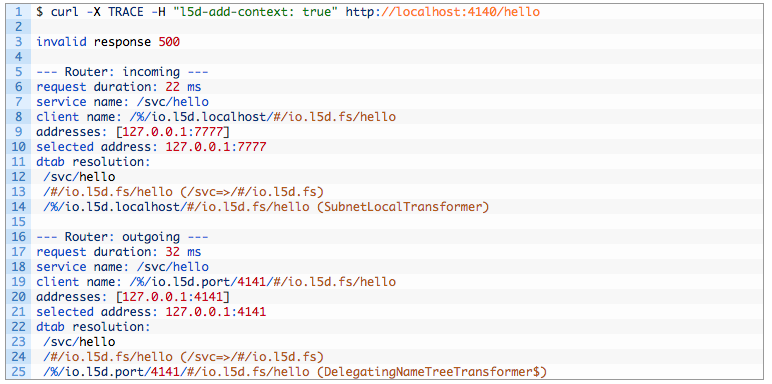 1 $ curl -X TRACE -H "l5d-add-context: true" http://localhost:4140/hello
2
3 invalid response 500
4
5 --- Router: incoming ---
6 request duration: 22 ms
7 service name: /svc/hello
8 client name: /%/io.l5d.localhost/#/io.l5d.fs/hello
9 addresses: [127.0.0.1:7777]
10 selected address: 127.0.0.1:7777
11 dtab resolution:
12  /svc/hello
13  /#/io.l5d.fs/hello (/svc=>/#/io.l5d.fs)
14  /%/io.l5d.localhost/#/io.l5d.fs/hello (SubnetLocalTransformer)
15
16 --- Router: outgoing ---
17 request duration: 32 ms
18 service name: /svc/hello
19 client name: /%/io.l5d.port/4141/#/io.l5d.fs/hello
20 addresses: [127.0.0.1:4141]
21 selected address: 127.0.0.1:4141
22 dtab resolution:
23  /svc/hello
24  /#/io.l5d.fs/hello (/svc=>/#/io.l5d.fs)
25  /%/io.l5d.port/4141/#/io.l5d.fs/hello (DelegatingNameTreeTransformer$)